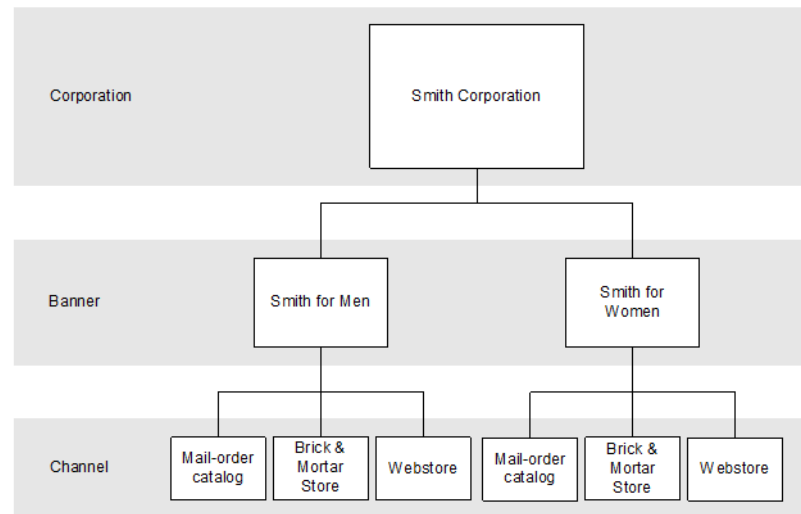 Corporation
Smith Corporation
Banner
Smith for Men
Smith for
Women
Channel
Mail-order
catalog
Brick &
Mortar
Store
Webstore
Mail-order
catalog
Brick &
Mortar
Store
Webstore